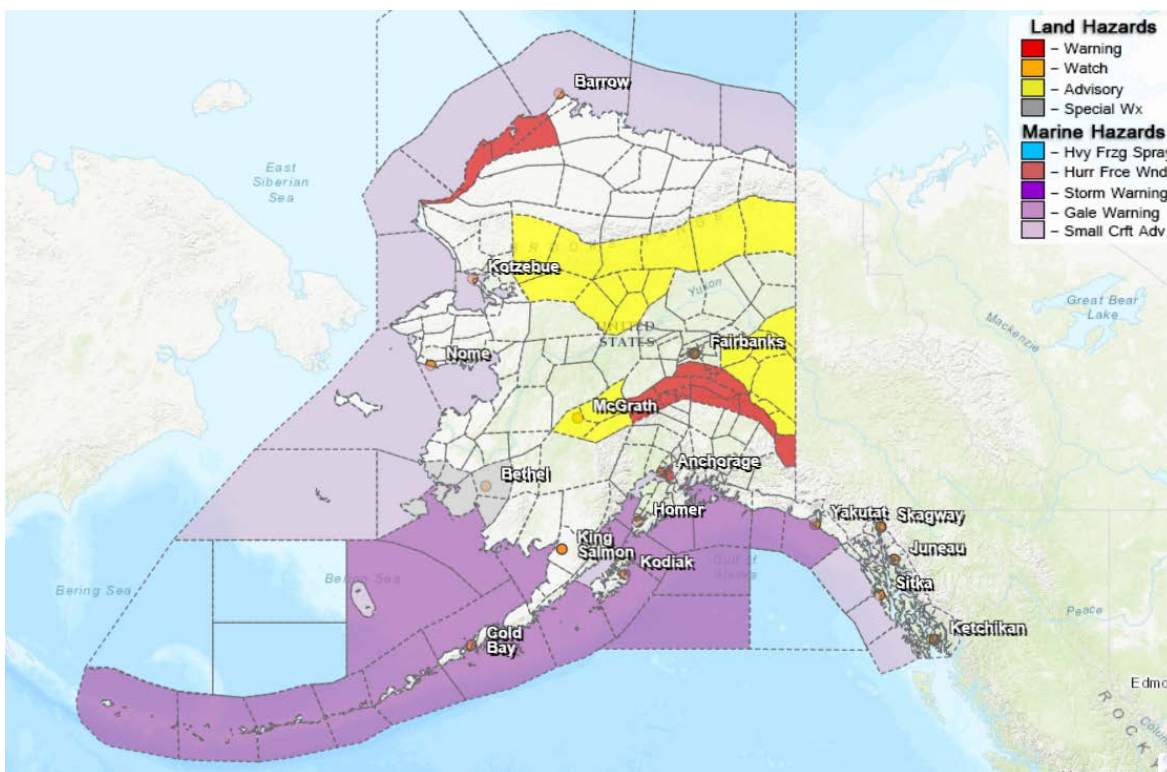 Land Hazards
– Warning
– Watch
– Advisory
– Special Wx
Marine Hazards
– Hvy Frzg Spray
– Hurr Frce Wnd
– Storm Warning
– Gale Warning
– Small Crft Adv
Barrow
East
Siberian
Sea
Kotzebue
Yukon
Great Bear
Lake
Mackenzie
UNITED
STATES
Fairbanks
Nome
McGrath
Bethel
Anchorage
Homer
Yakutat
Skagway
King
Salmon
Kodiak
Gulf of
Alaska
Juneau
Sitka
Bering Sea
Bering Sea
Peace
Ketchikan
Gold
Bay
Edmo
ROCKY